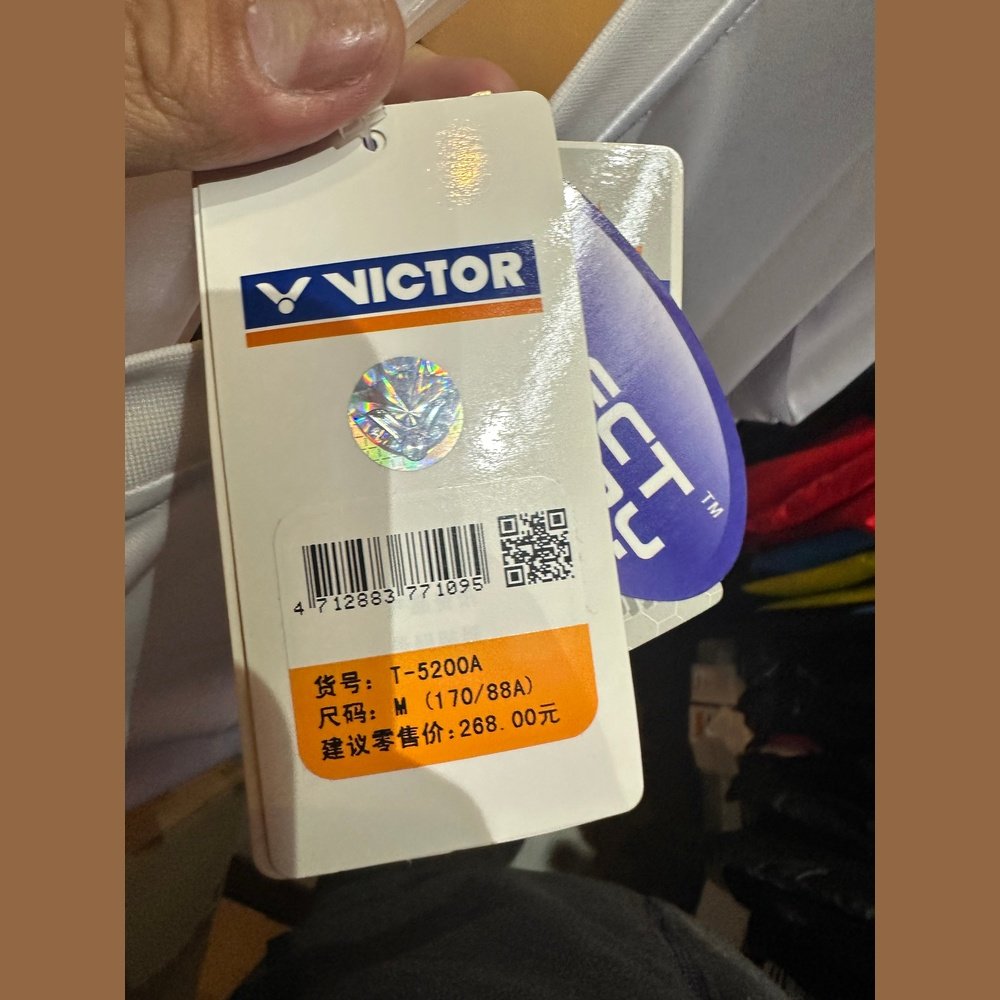 VICTOR
4 712883 771095
货号: T-5200A
尺码: M (170/88A)
建议零售价:268.00元
TM